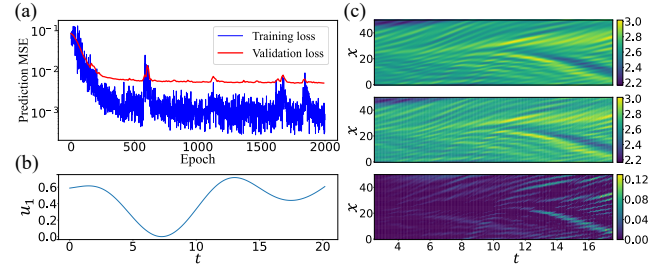 (a)
Prediction MSE
10⁻¹
10⁻²
10⁻³
Training loss
Validation loss
0 500 1000 1500 2000
Epoch
(b)
u₁
0.6
0.4
0.2
0.0
0 5 10 15 20
t
(c)
x
40
20
0
3.0
2.8
2.6
2.4
2.2
x
40
20
0
3.0
2.8
2.6
2.4
2.2
x
40
20
0
0.12
0.08
0.04
0.00
4 6 8 10 12 14 16
t